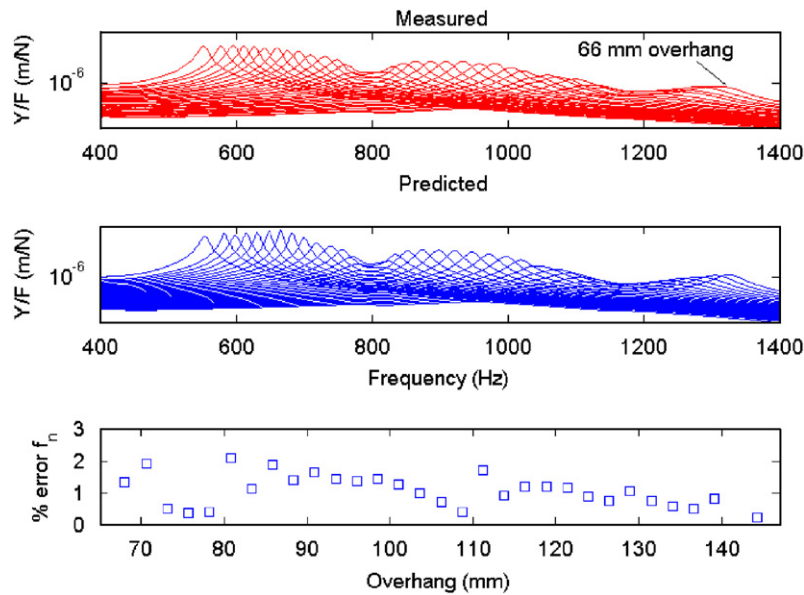 Measured
Y/F (m/N)
10-6
66 mm overhang
400 600 800 1000 1200 1400
Predicted
Y/F (m/N)
10-6
400 600 800 1000 1200 1400
Frequency (Hz)
% error fn
3
2
1
0
70 80 90 100 110 120 130 140
Overhang (mm)